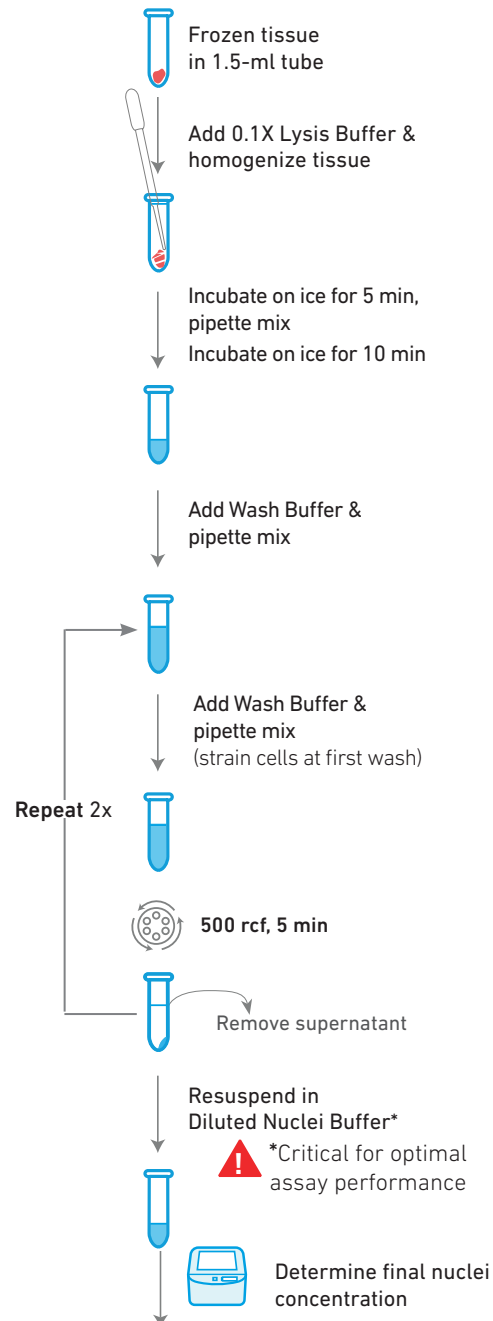 Frozen tissue
in 1.5-ml tube
Add 0.1X Lysis Buffer &
homogenize tissue
Incubate on ice for 5 min,
pipette mix
Incubate on ice for 10 min
Add Wash Buffer &
pipette mix
Add Wash Buffer &
pipette mix
(strain cells at first wash)
Repeat 2x
500 rcf, 5 min
Remove supernatant
Resuspend in
Diluted Nuclei Buffer*
!
*Critical for optimal
assay performance
Determine final nuclei
concentration